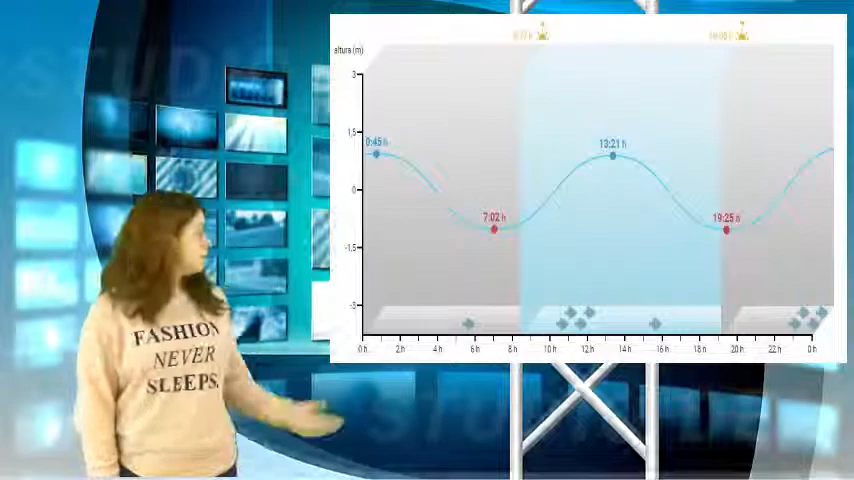 altura (m)
3
1,5
0
-1,5
-3
0:45 h
7:02 h
13:21 h
19:25 h
0 h
2 h
4 h
6 h
8 h
10 h
12 h
14 h
16 h
18 h
20 h
22 h
0 h
FASHION
NEVER
SLEEPS.
STUDIO